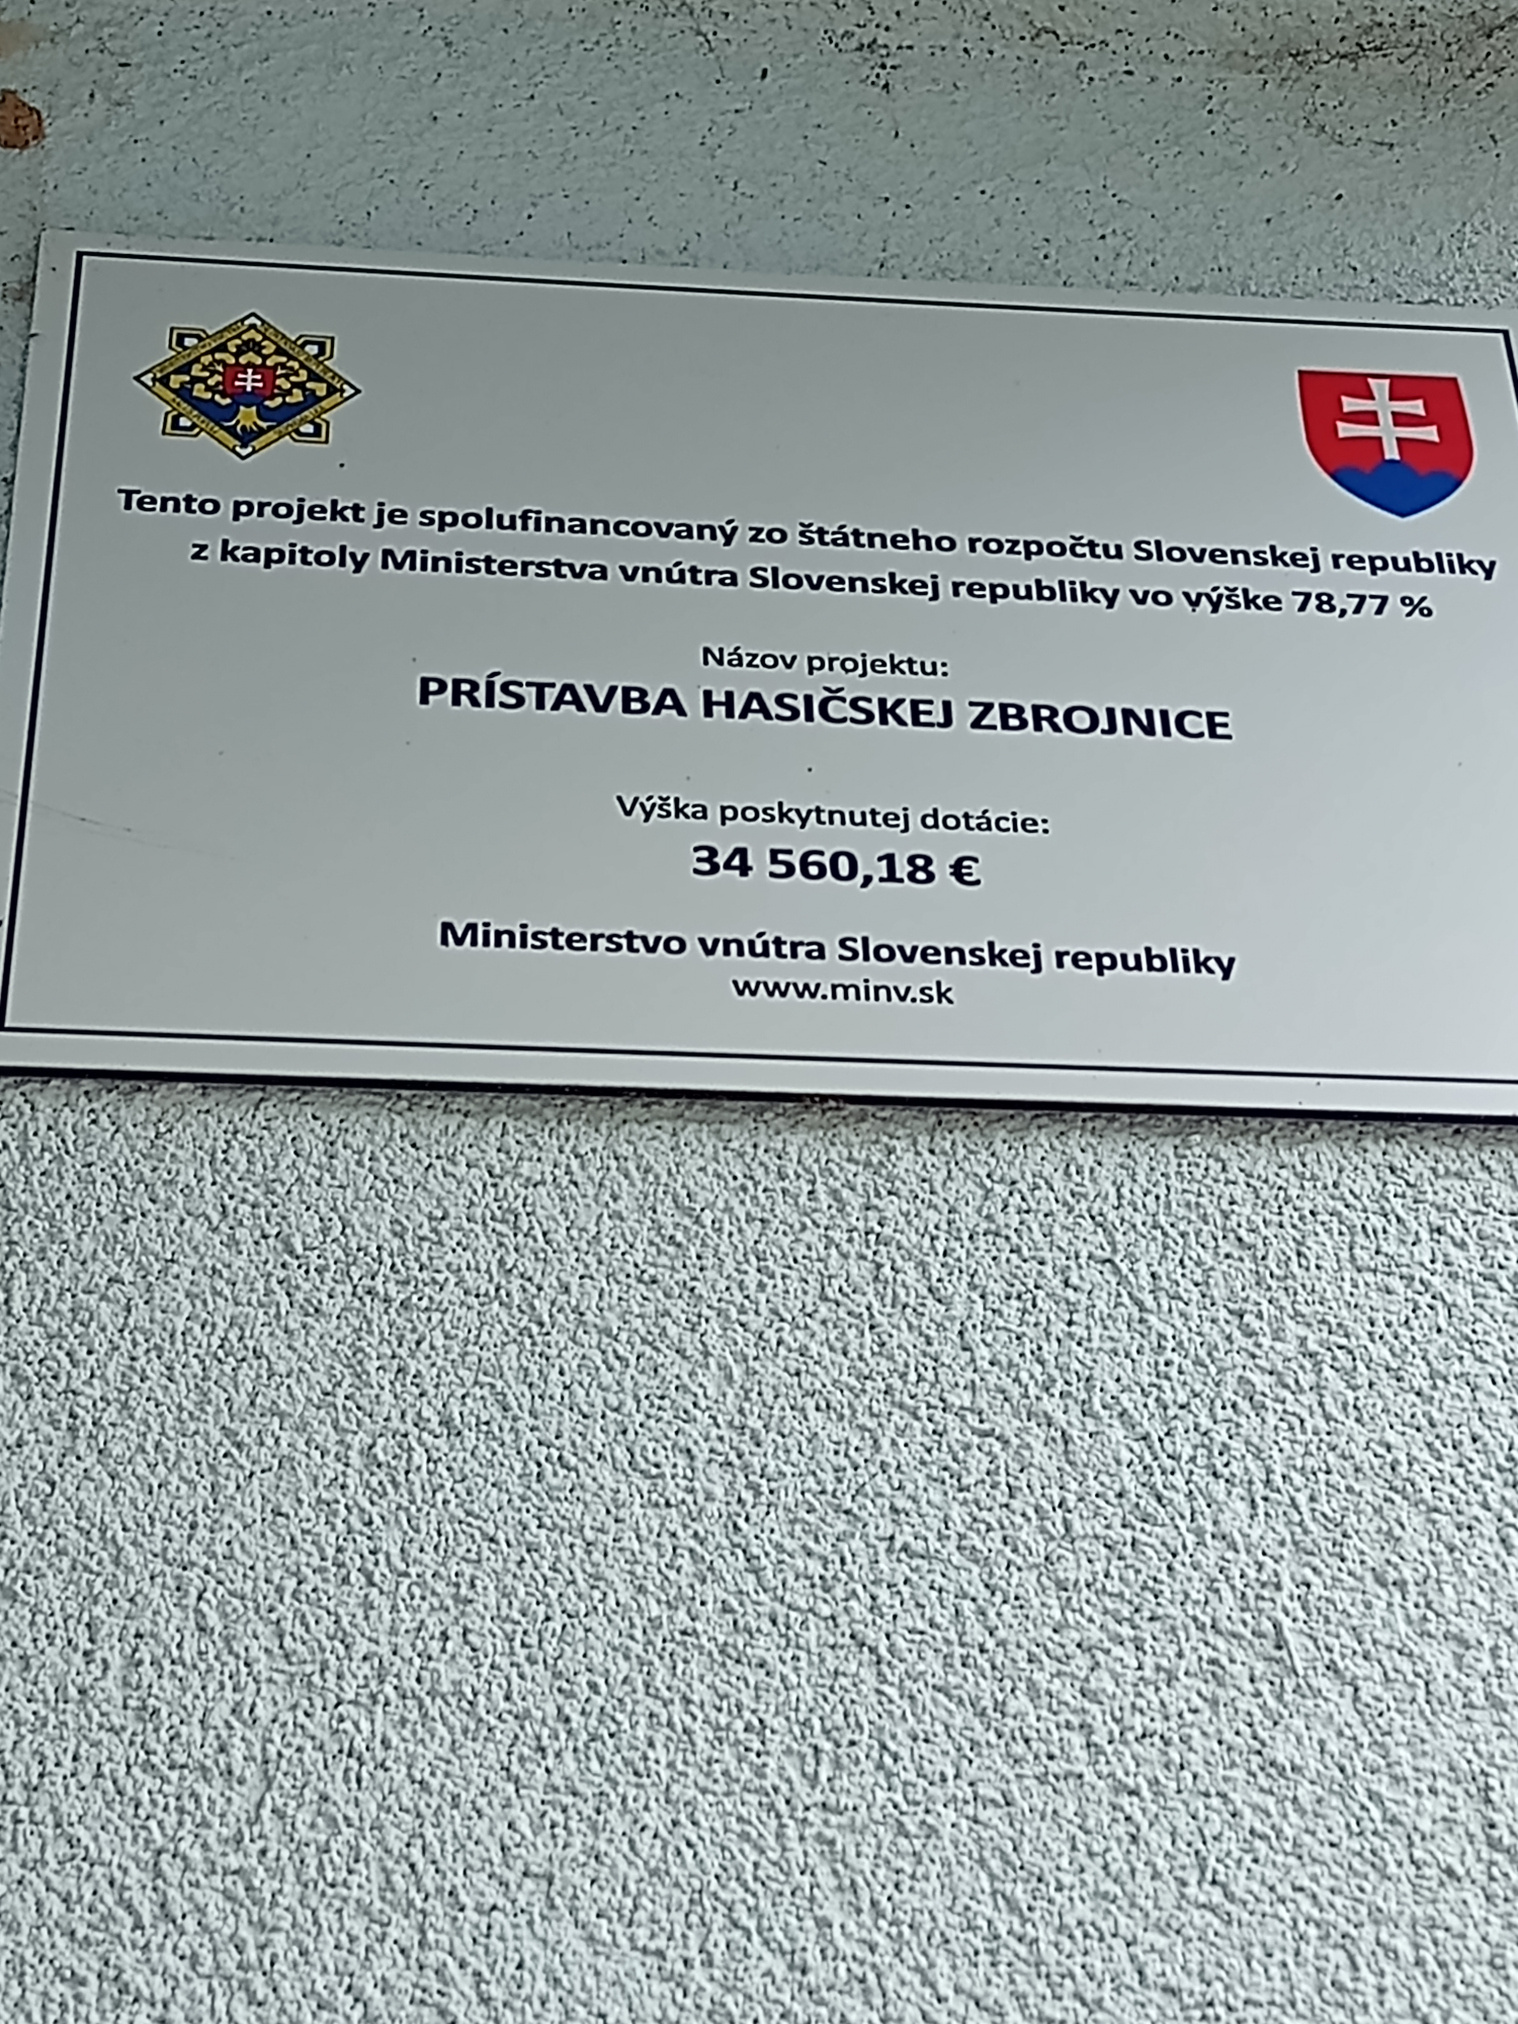 Tento projekt je spolufinancovaný zo štátneho rozpočtu Slovenskej republiky
z kapitoly Ministerstva vnútra Slovenskej republiky vo výške 78,77 %
Názov projektu:
PRÍSTAVBA HASIČSKEJ ZBROJNICE
Výška poskytnutej dotácie:
34 560,18 €
Ministerstvo vnútra Slovenskej republiky
www.minv.sk